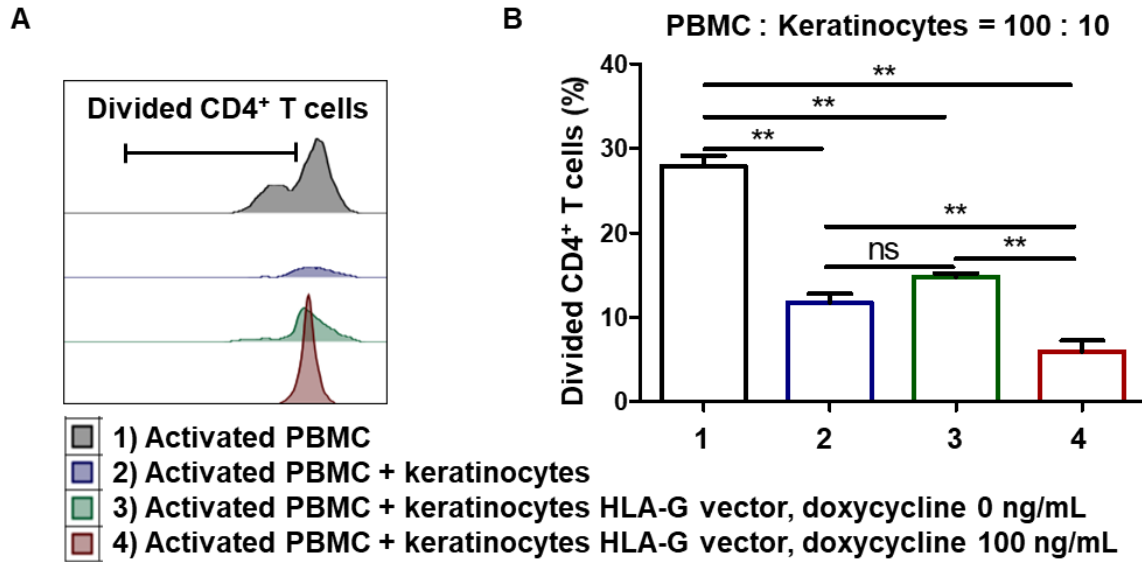 A
Divided CD4⁺ T cells
1) Activated PBMC
2) Activated PBMC + keratinocytes
3) Activated PBMC + keratinocytes HLA-G vector, doxycycline 0 ng/mL
4) Activated PBMC + keratinocytes HLA-G vector, doxycycline 100 ng/mL
B
PBMC : Keratinocytes = 100 : 10
Divided CD4⁺ T cells (%)
40
30
20
10
0
**
**
**
**
ns
**
1 2 3 4